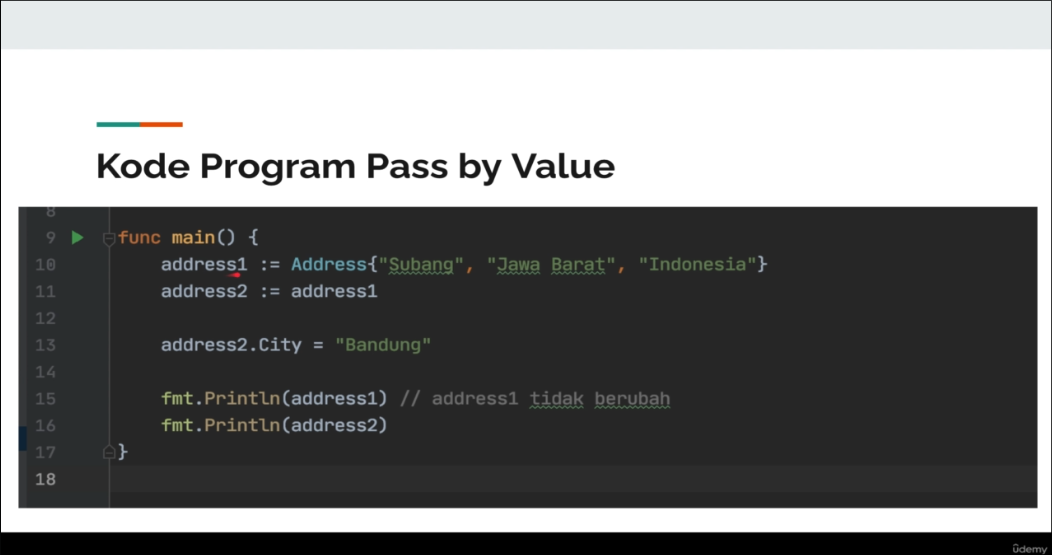 Kode Program Pass by Value
8
9 func main() {
10 address1 := Address{"Subang", "Jawa Barat", "Indonesia"}
11 address2 := address1
12
13 address2.City = "Bandung"
14
15 fmt.Println(address1) // address1 tidak berubah
16 fmt.Println(address2)
17 }
18
udemy